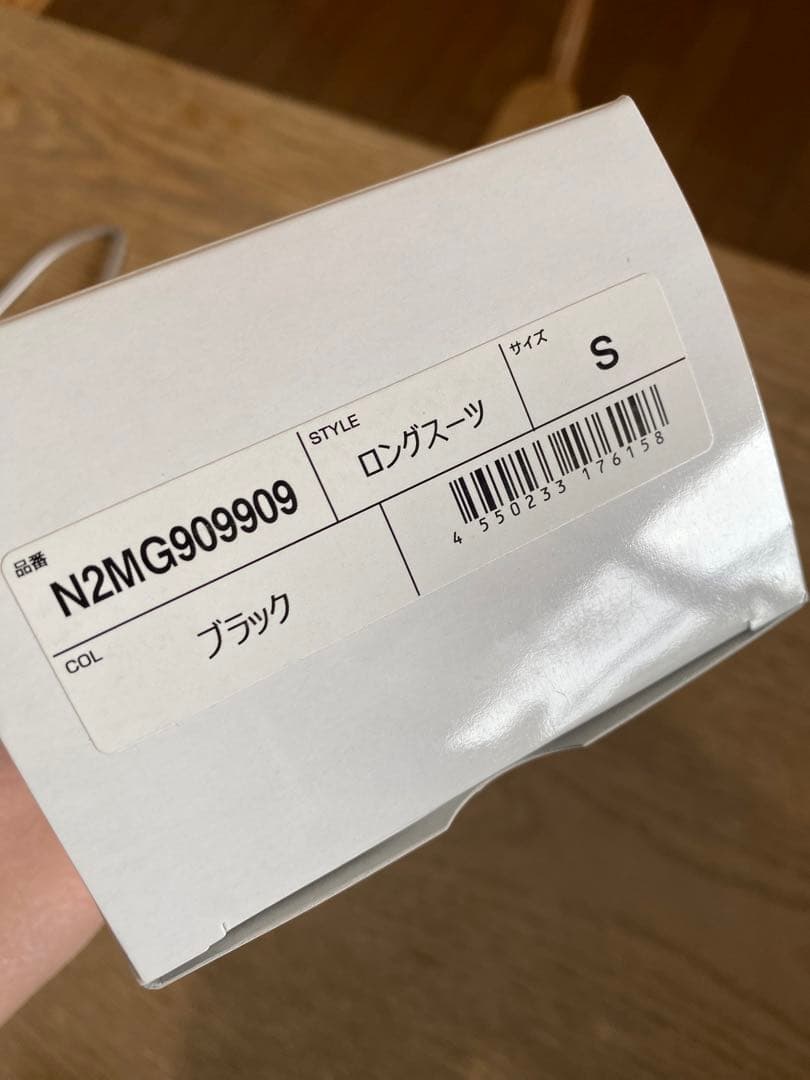 品番
N2MG909909
STYLE
ロングスーツ
サイズ
S
COL
ブラック
4 550233 176158